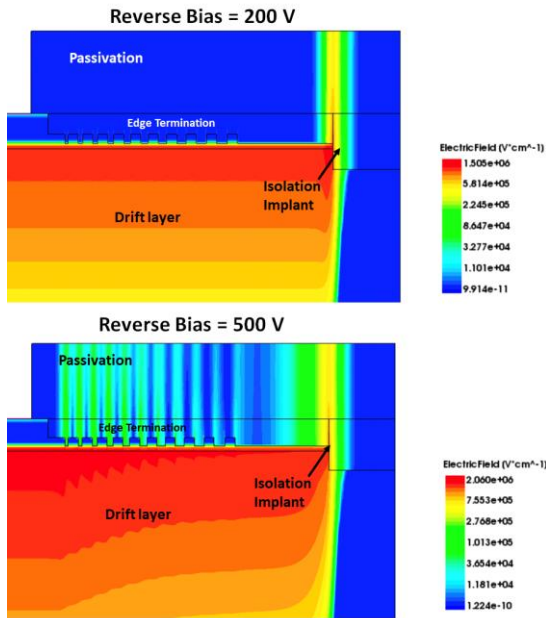 Reverse Bias = 200 V
Passivation
Edge Termination
Isolation
Implant
Drift layer
ElectricField (V*cm^-1)
1.505e+06
5.814e+05
2.245e+05
8.647e+04
3.277e+04
1.101e+04
9.914e-11
Reverse Bias = 500 V
Passivation
Edge Termination
Isolation
Implant
Drift layer
ElectricField (V*cm^-1)
2.060e+06
7.553e+05
2.768e+05
1.013e+05
3.654e+04
1.181e+04
1.224e-10